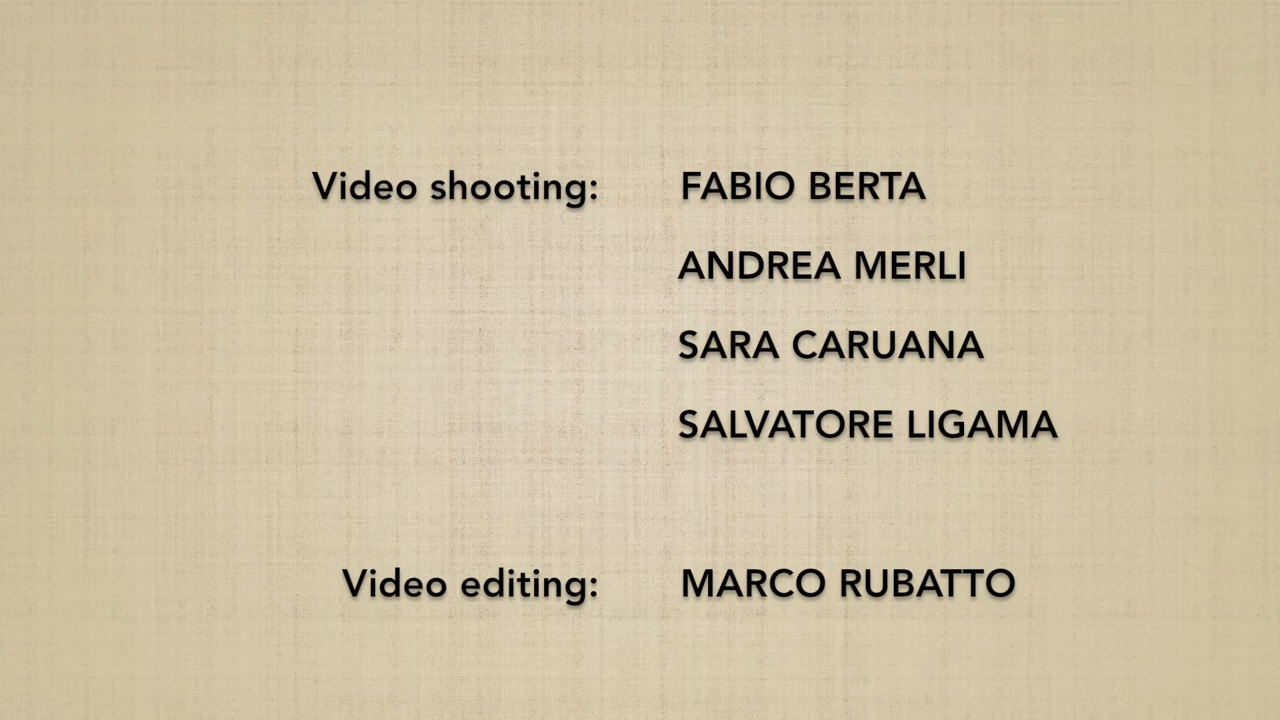 Video shooting: FABIO BERTA
ANDREA MERLI
SARA CARUANA
SALVATORE LIGAMA
Video editing: MARCO RUBATTO